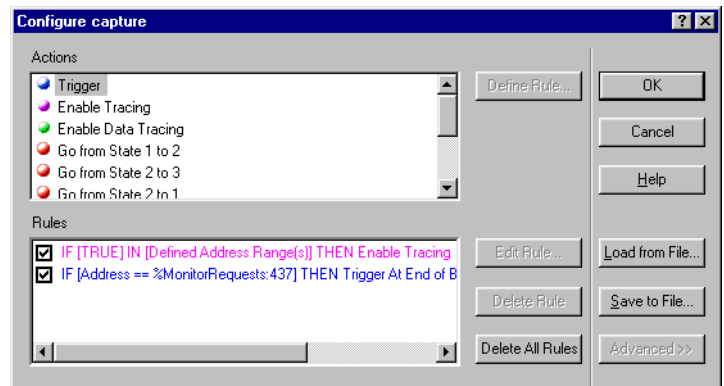 Configure capture
Actions
Trigger
Enable Tracing
Enable Data Tracing
Go from State 1 to 2
Go from State 2 to 3
Go from State 2 to 1
Define Rule...
OK
Cancel
Help
Rules
IF [TRUE] IN [Defined Address Range(s)] THEN Enable Tracing
IF [Address == %MonitorRequests:437] THEN Trigger At End of B
Edit Rule...
Delete Rule
Delete All Rules
Load from File...
Save to File...
Advanced >>